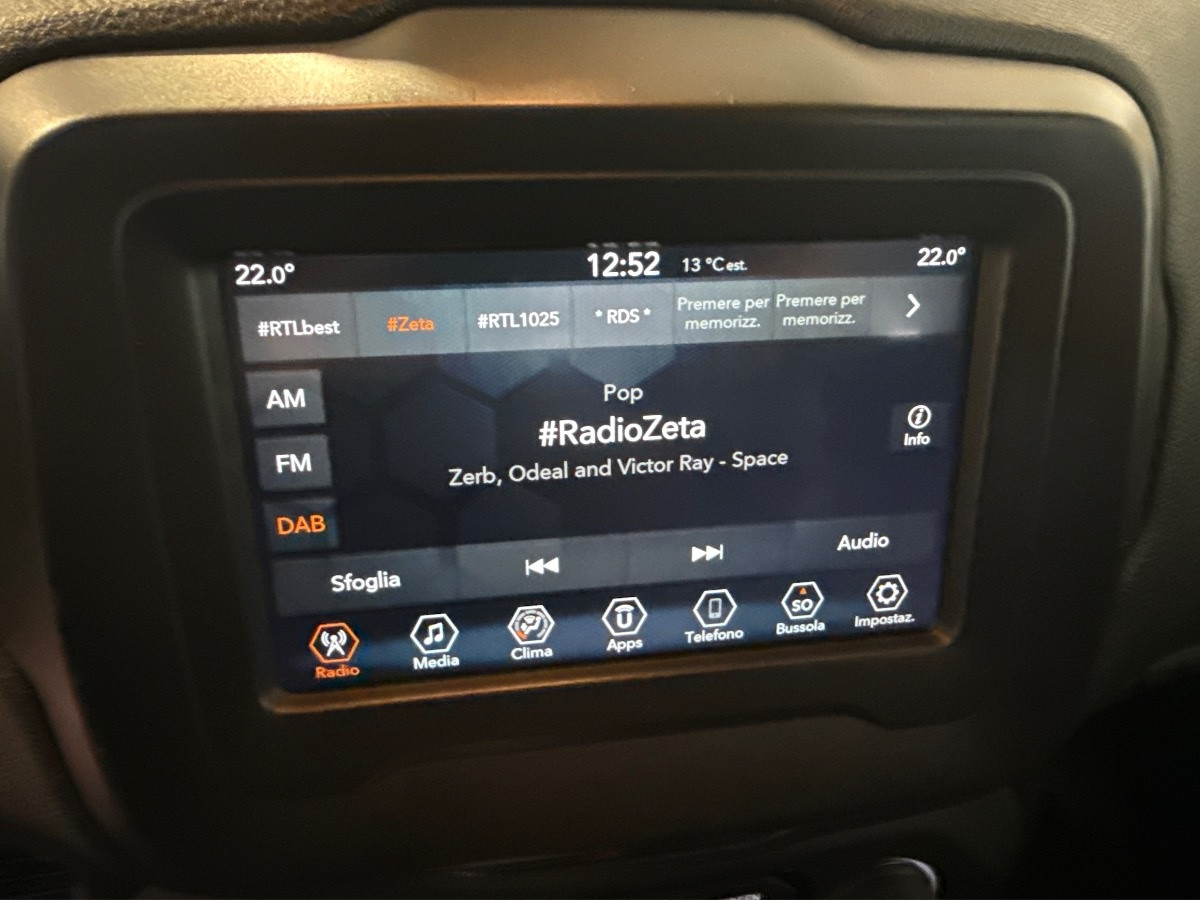 22.0°
12:52
13 °Cest.
22.0°
#RTLbest
#Zeta
#RTL1025
* RDS *
Premere per
memorizz.
Premere per
memorizz.
AM
FM
DAB
Pop
#RadioZeta
Zerb, Odeal and Victor Ray - Space
Info
Sfoglia
Audio
Radio
Media
Clima
U
Apps
Telefono
SO
Bussola
Impostaz.